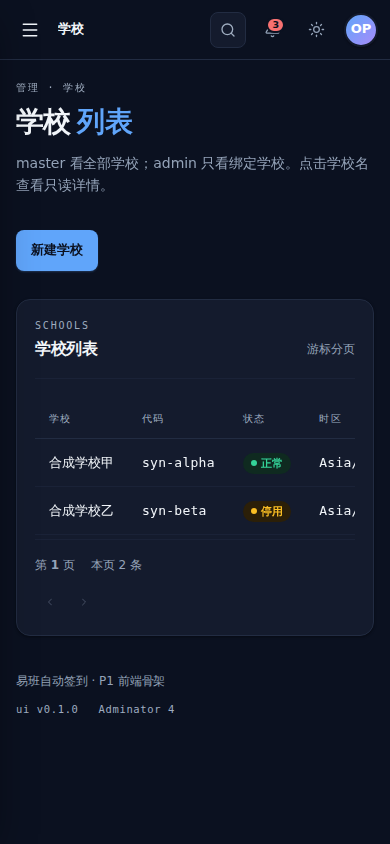 学校
3
OP
管理 · 学校
学校 列表
master 看全部学校；admin 只看绑定学校。点击学校名
查看只读详情。
新建学校
SCHOOLS
学校列表
游标分页
学校 代码 状态 时区
合成学校甲 syn-alpha 正常 Asia/
合成学校乙 syn-beta 停用 Asia/
第 1 页 本页 2 条
‹ ›
易班自动签到 · P1 前端骨架
ui v0.1.0 Adminator 4